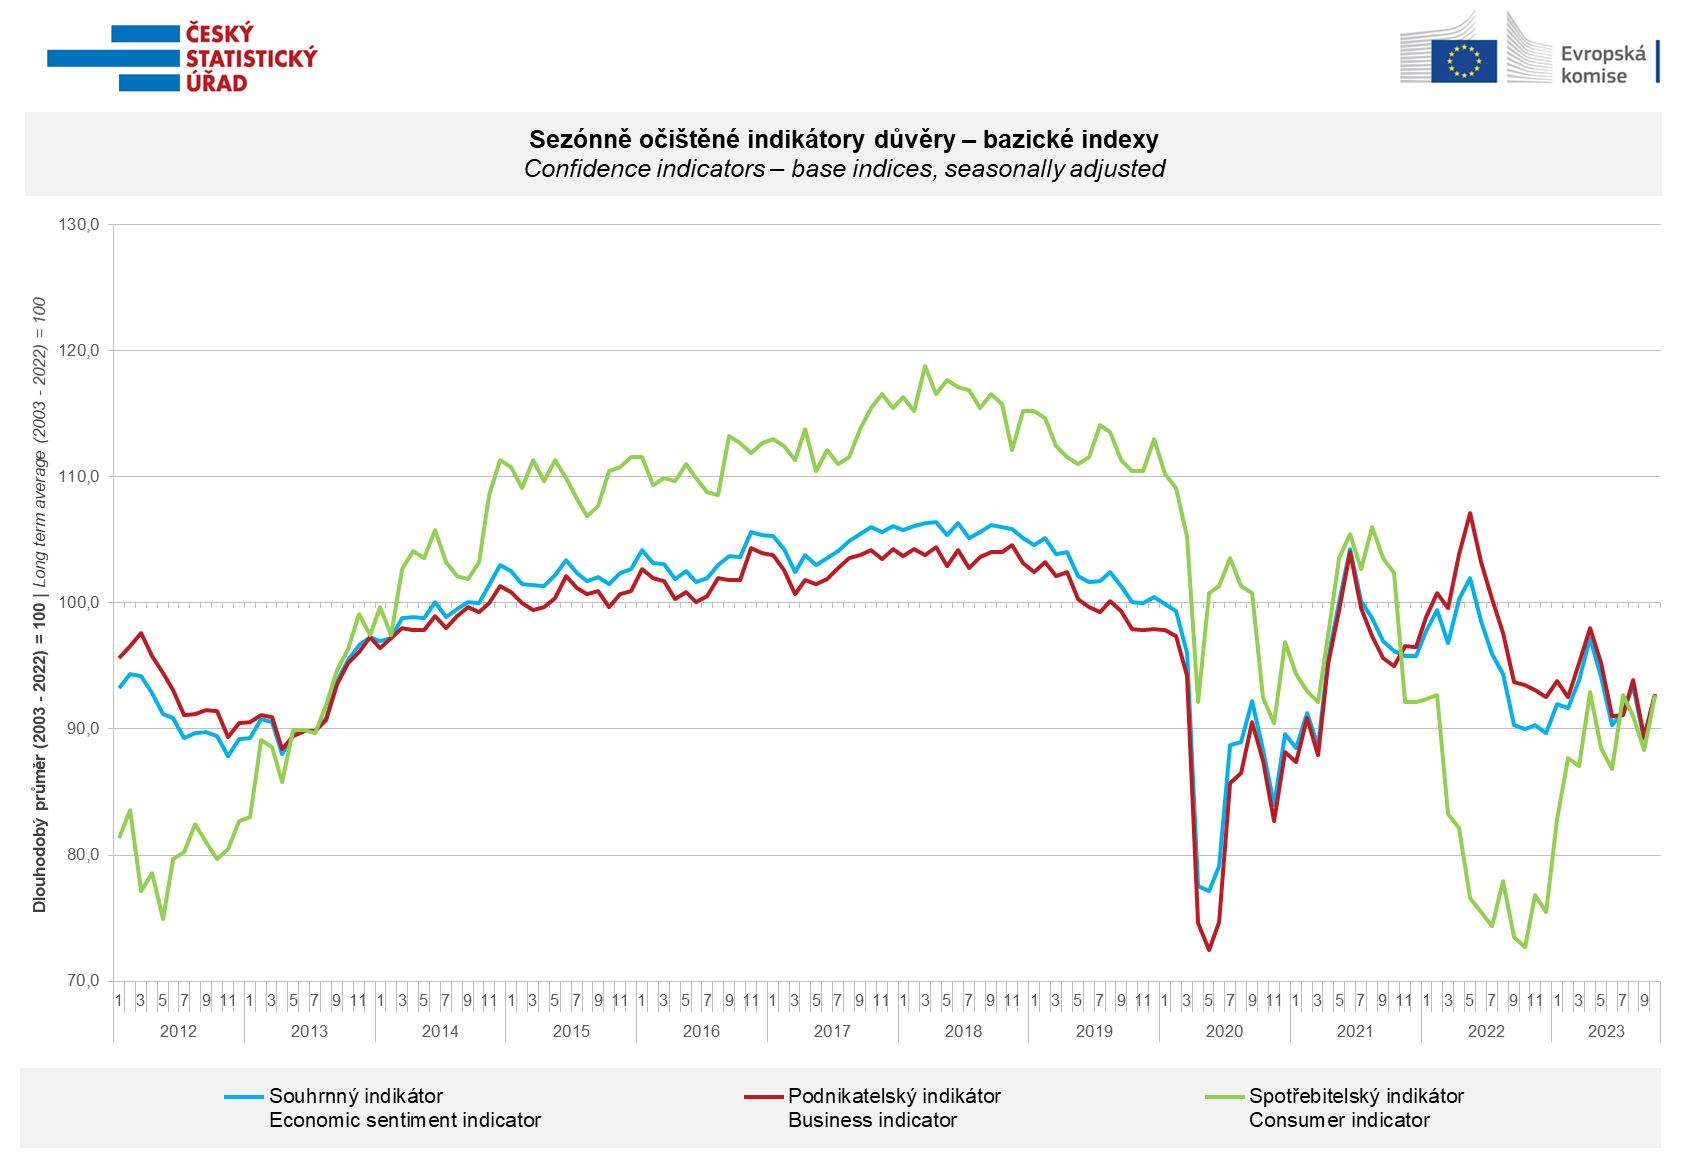 ČESKÝ
STATISTICKÝ
ÚŘAD
Evropská
komise
Sezónně očištěné indikátory důvěry – bazické indexy
Confidence indicators – base indices, seasonally adjusted
Dlouhodobý průměr (2003 - 2022) = 100 | Long term average (2003 - 2022) = 100
130,0
120,0
110,0
100,0
90,0
80,0
70,0
1 3 5 7 9 11 1 3 5 7 9 11 1 3 5 7 9 11 1 3 5 7 9 11 1 3 5 7 9 11 1 3 5 7 9 11 1 3 5 7 9 11 1 3 5 7 9 11 1 3 5 7 9 11 1 3 5 7 9 11 1 3 5 7 9 11 1 3 5 7 9
2012 2013 2014 2015 2016 2017 2018 2019 2020 2021 2022 2023
Souhrnný indikátor
Economic sentiment indicator
Podnikatelský indikátor
Business indicator
Spotřebitelský indikátor
Consumer indicator